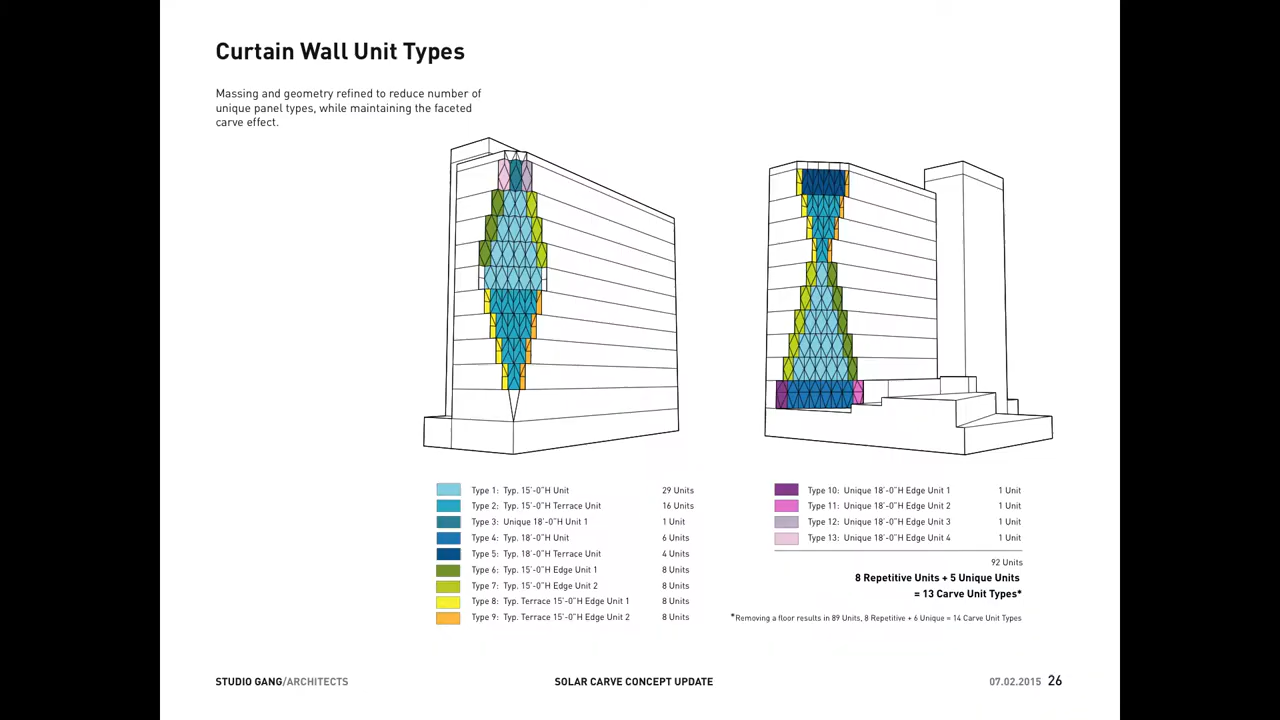 Curtain Wall Unit Types
Massing and geometry refined to reduce number of
unique panel types, while maintaining the faceted
carve effect.
Type 1: Typ. 15'-0"H Unit 29 Units
Type 2: Typ. 15'-0"H Terrace Unit 16 Units
Type 3: Unique 18'-0"H Unit 1 1 Unit
Type 4: Typ. 18'-0"H Unit 6 Units
Type 5: Typ. 18'-0"H Terrace Unit 4 Units
Type 6: Typ. 15'-0"H Edge Unit 1 8 Units
Type 7: Typ. 15'-0"H Edge Unit 2 8 Units
Type 8: Typ. Terrace 15'-0"H Edge Unit 1 8 Units
Type 9: Typ. Terrace 15'-0"H Edge Unit 2 8 Units
Type 10: Unique 18'-0"H Edge Unit 1 1 Unit
Type 11: Unique 18'-0"H Edge Unit 2 1 Unit
Type 12: Unique 18'-0"H Edge Unit 3 1 Unit
Type 13: Unique 18'-0"H Edge Unit 4 1 Unit
92 Units
8 Repetitive Units + 5 Unique Units
= 13 Carve Unit Types*
*Removing a floor results in 89 Units, 8 Repetitive + 6 Unique = 14 Carve Unit Types
STUDIO GANG/ARCHITECTS SOLAR CARVE CONCEPT UPDATE 07.02.2015 26